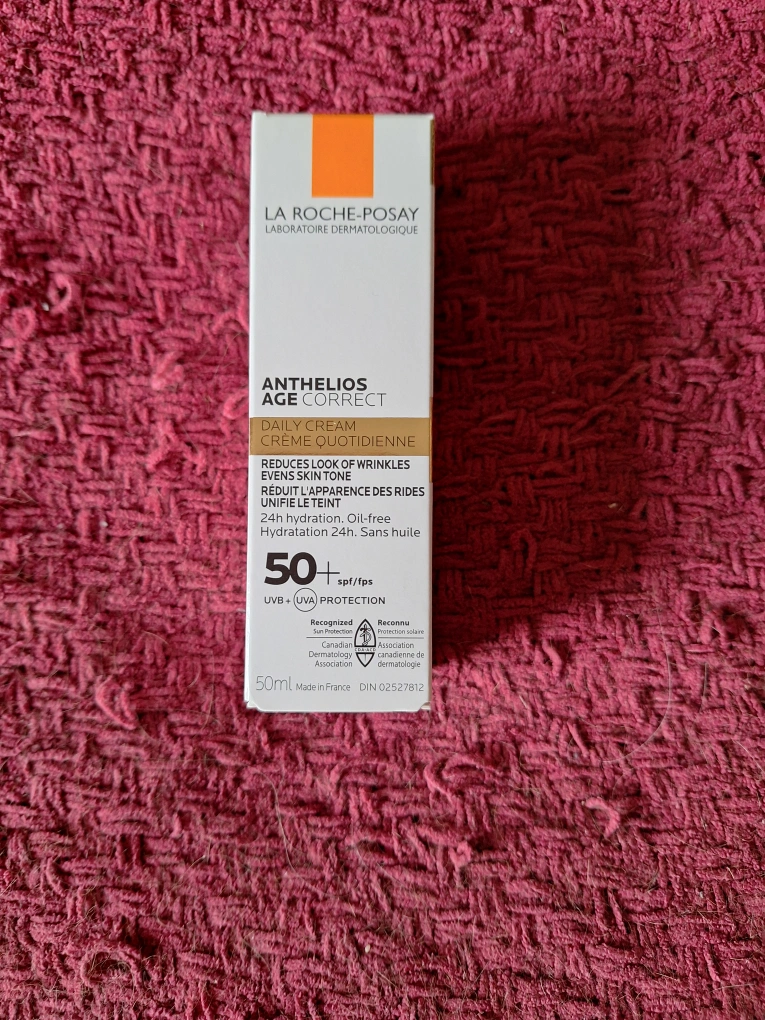 LA ROCHE-POSAY
LABORATOIRE DERMATOLOGIQUE
ANTHELIOS
AGE CORRECT
DAILY CREAM
CRÈME QUOTIDIENNE
REDUCES LOOK OF WRINKLES
EVENS SKIN TONE
RÉDUIT L'APPARENCE DES RIDES
UNIFIE LE TEINT
24h hydration. Oil-free
Hydratation 24h. Sans huile
50+ spf/fps
UVB + UVA PROTECTION
Recognized Reconnu
Sun Protection Protection solaire
Canadian Association
Dermatology canadienne de
Association dermatologie
CDA-ACD
50ml Made in France DIN 02527812